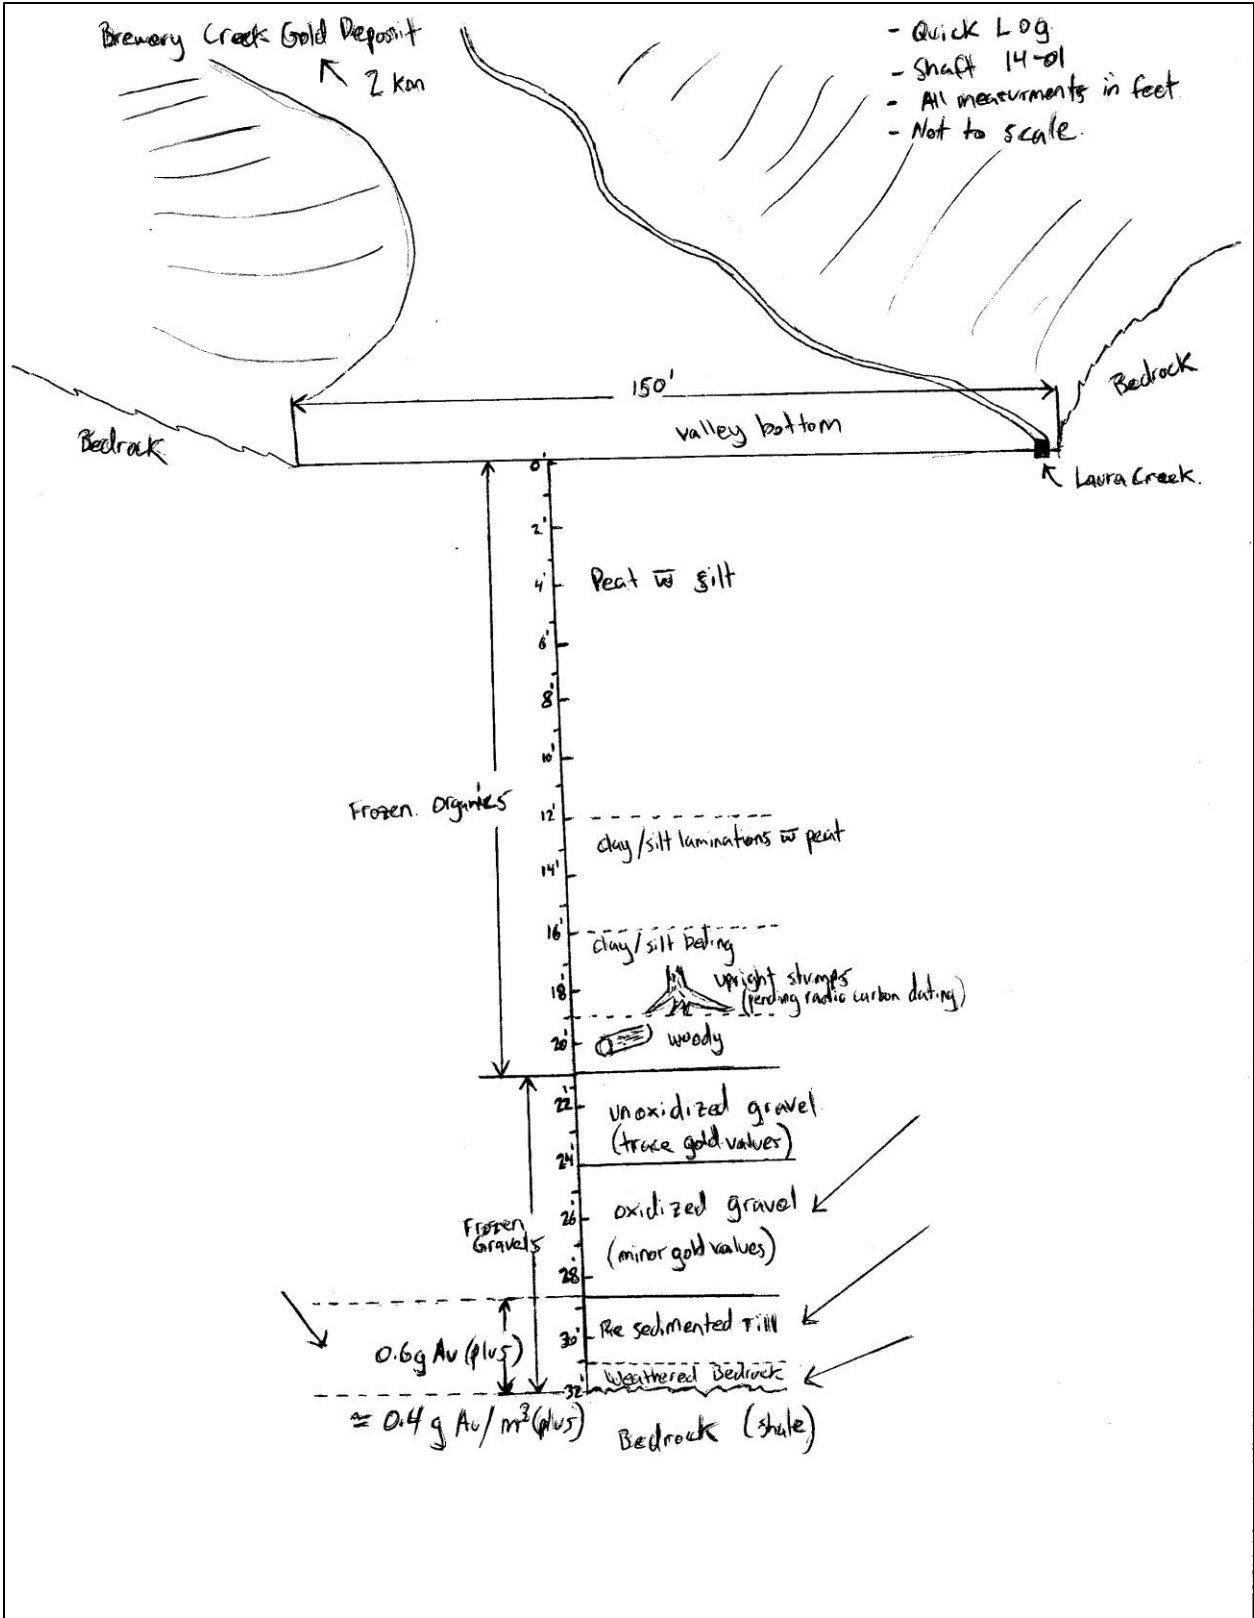 Brewery Creek Gold Deposit
2 km
- Quick Log
- Shaft 14-01
- All measurments in feet
- Not to scale.
150'
valley bottom
Bedrock
Bedrock
Laura Creek.
0'
2'
4'
Peat w̅ silt
6'
8'
10'
Frozen Organics
12'
clay/silt laminations w̅ peat
14'
16'
clay/silt beding
upright stumps
18'
(pending radio carbon dating)
20'
woody
22'
unoxidized gravel
(trace gold values)
24'
oxidized gravel
26'
Frozen
Gravels
(minor gold values)
28'
Re sedimented Till
30'
0.6g Au (plus)
Weathered Bedrock
32'
≃ 0.4 g Au/m³ (plus)
Bedrock (shale)